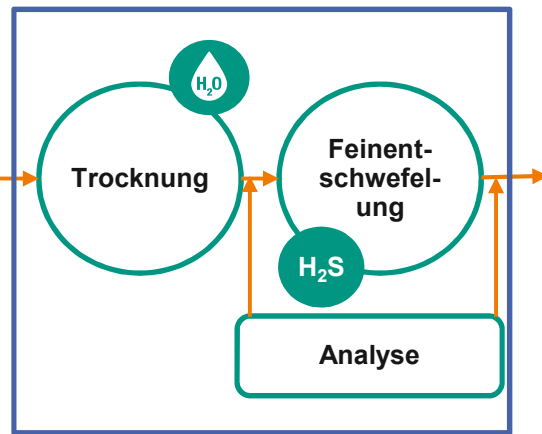 H₂O
Trocknung
Feinent-
schwefel-
ung
H₂S
Analyse